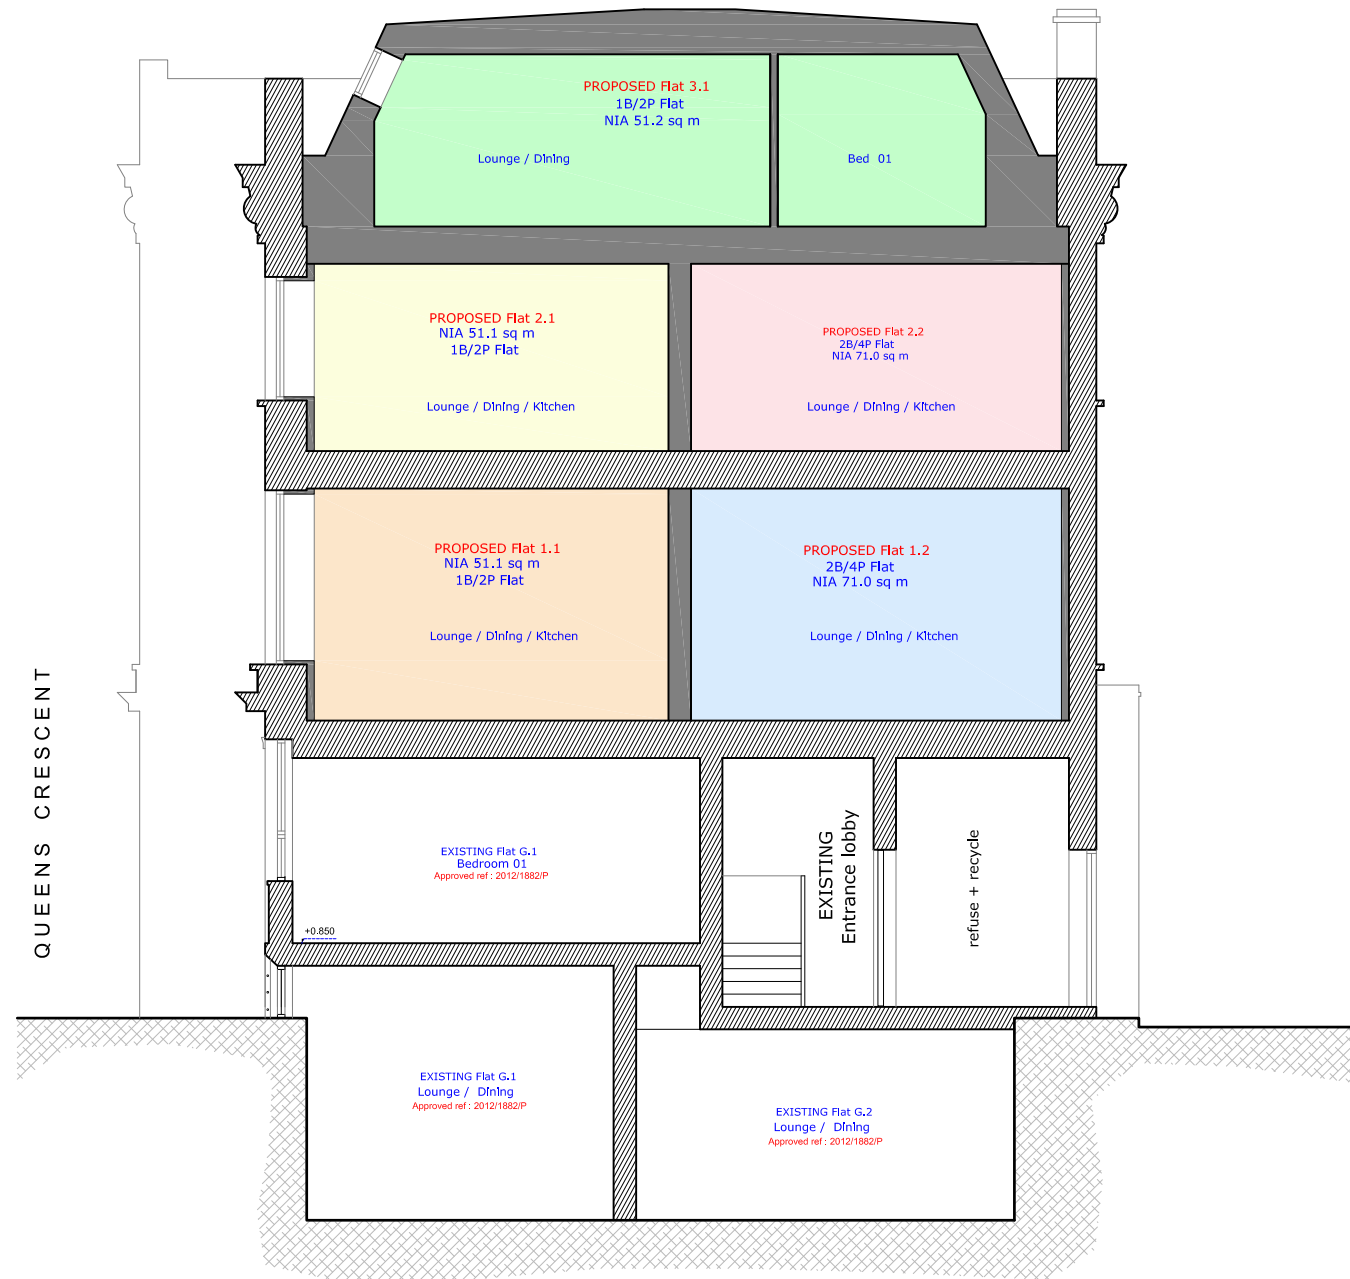 PROPOSED Flat 3.1
1B/2P Flat
NIA 51.2 sq m
Lounge / Dining
Bed 01
PROPOSED Flat 2.1
NIA 51.1 sq m
1B/2P Flat
Lounge / Dining / Kitchen
PROPOSED Flat 2.2
2B/4P Flat
NIA 71.0 sq m
Lounge / Dining / Kitchen
PROPOSED Flat 1.1
NIA 51.1 sq m
1B/2P Flat
Lounge / Dining / Kitchen
PROPOSED Flat 1.2
2B/4P Flat
NIA 71.0 sq m
Lounge / Dining / Kitchen
QUEENS CRESCENT
EXISTING Flat G.1
Bedroom 01
Approved ref : 2012/1882/P
+0.850
EXISTING
Entrance lobby
refuse + recycle
EXISTING Flat G.1
Lounge / Dining
Approved ref : 2012/1882/P
EXISTING Flat G.2
Lounge / Dining
Approved ref : 2012/1882/P